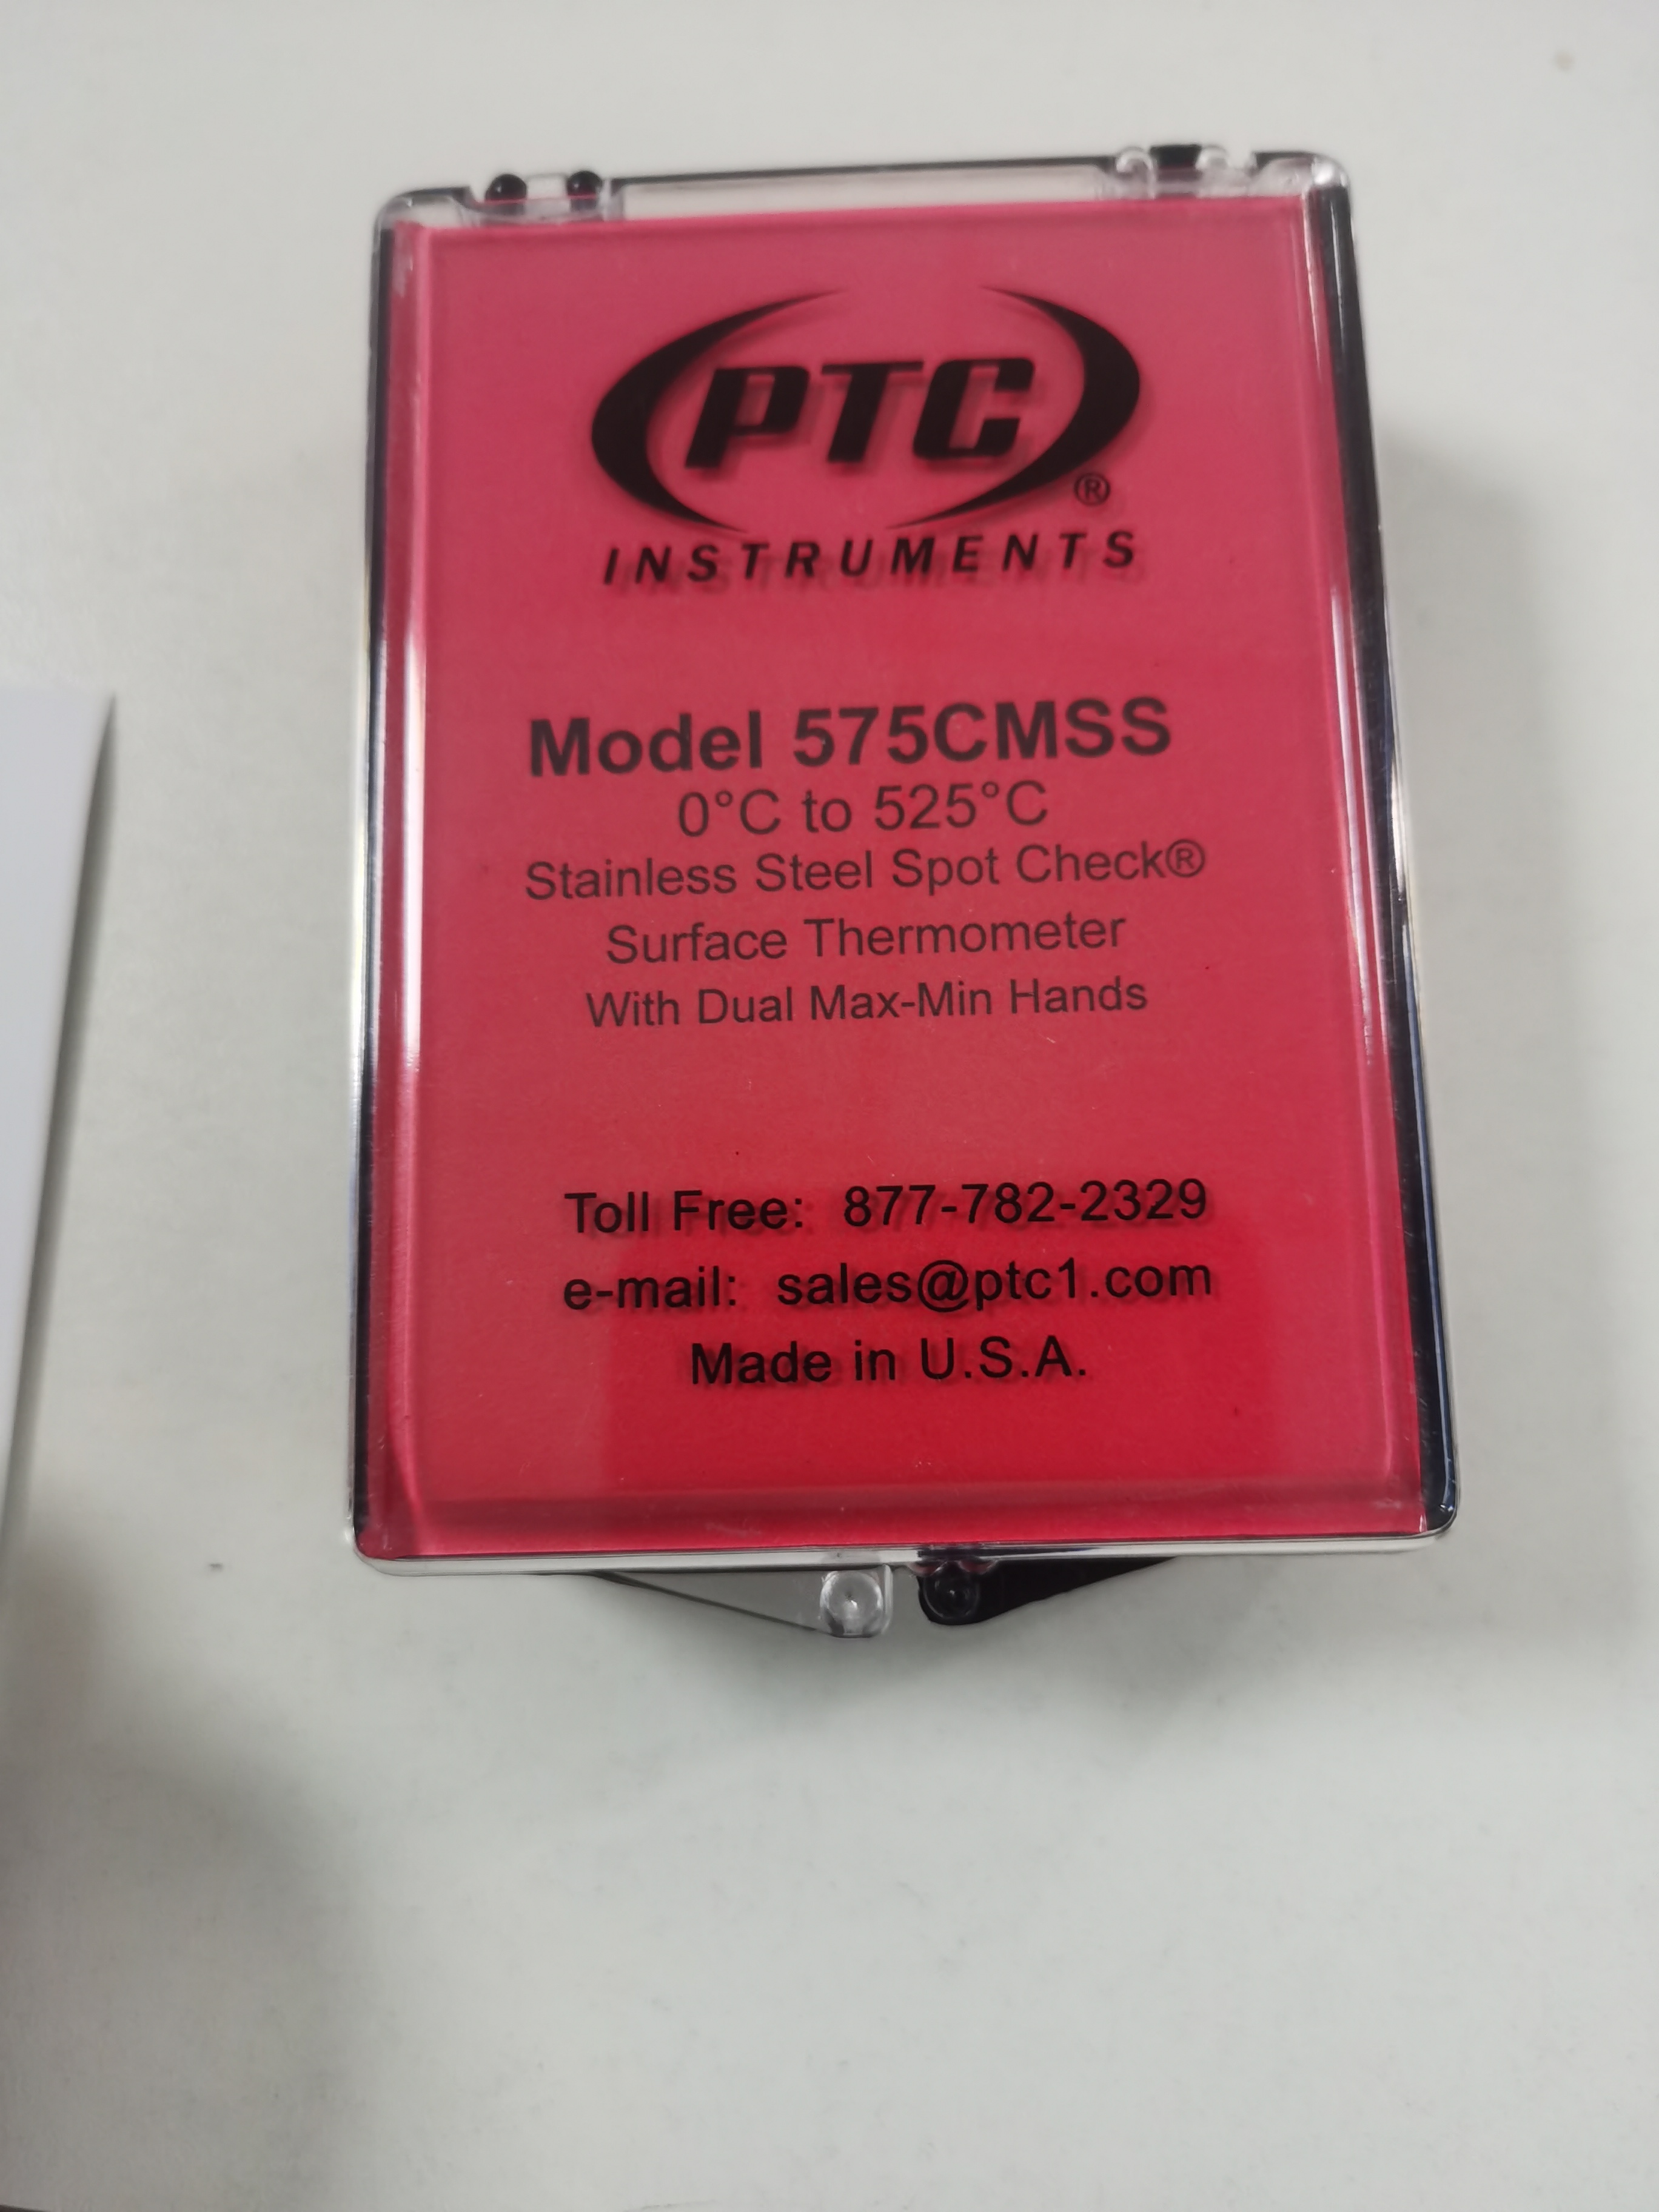 PTC®
INSTRUMENTS
Model 575CMSS
0°C to 525°C
Stainless Steel Spot Check®
Surface Thermometer
With Dual Max-Min Hands
Toll Free: 877-782-2329
e-mail: sales@ptc1.com
Made in U.S.A.